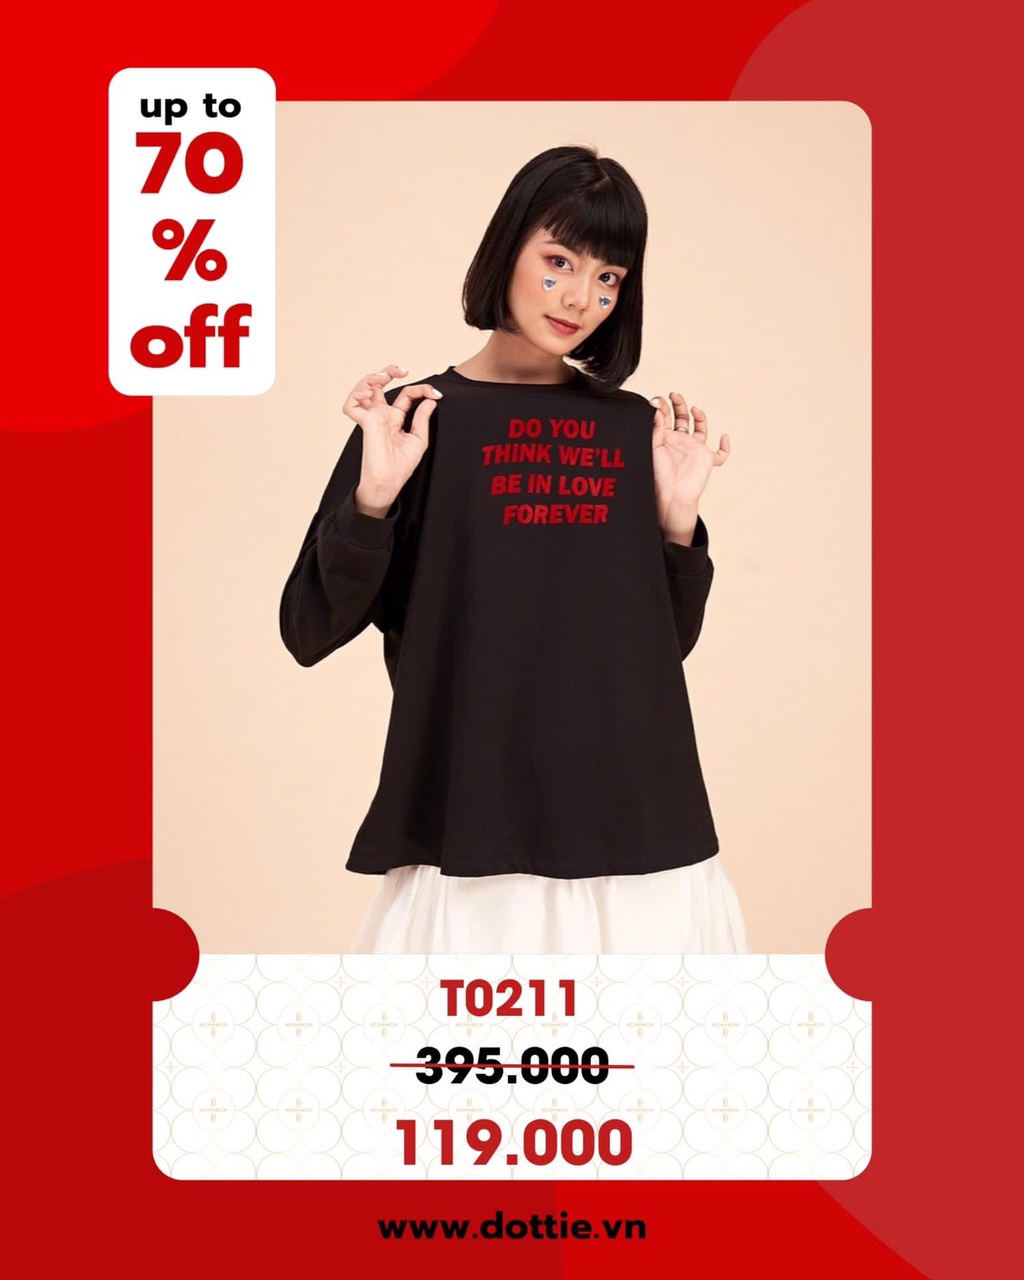 up to
70
%
off
DO YOU
THINK WE'LL
BE IN LOVE
FOREVER
T0211
395.000
119.000
www.dottie.vn